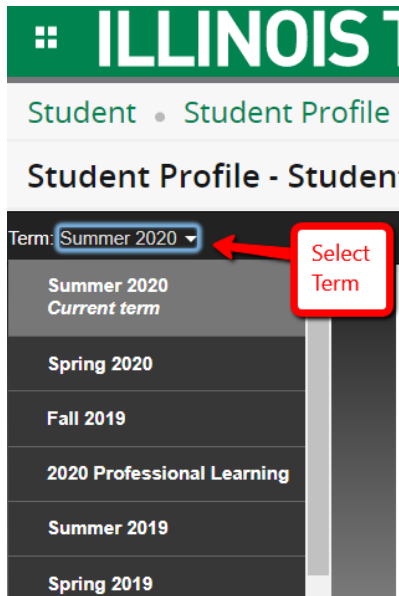 ILLINOIS
Student • Student Profile
Student Profile - Studen
Term: Summer 2020
Select
Term
Summer 2020
Current term
Spring 2020
Fall 2019
2020 Professional Learning
Summer 2019
Spring 2019